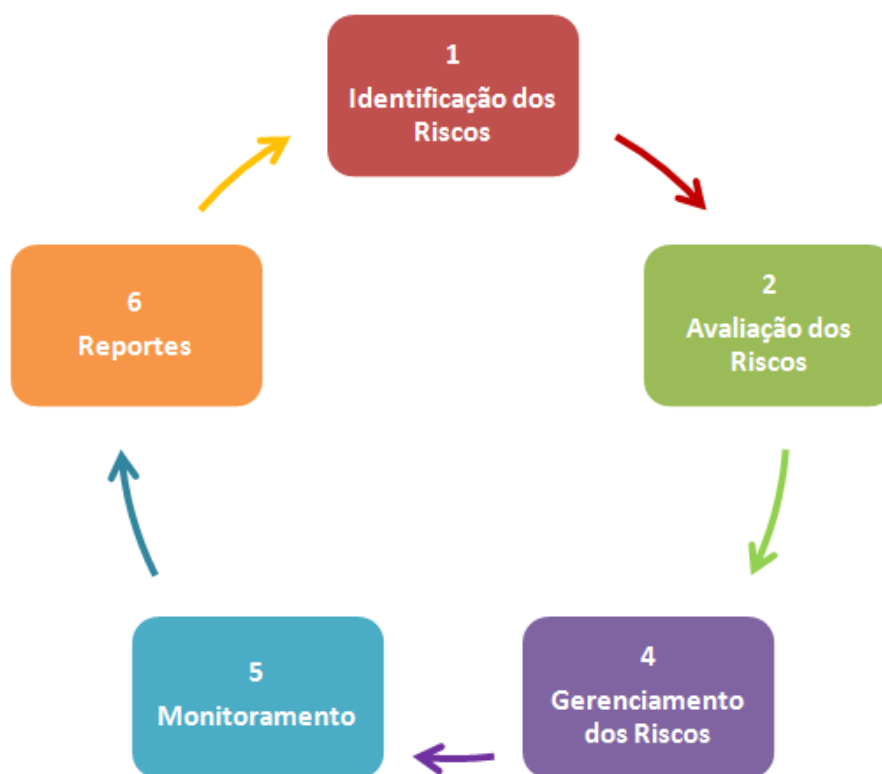 1
Identificação dos
Riscos
2
Avaliação dos
Riscos
4
Gerenciamento
dos Riscos
5
Monitoramento
6
Reportes